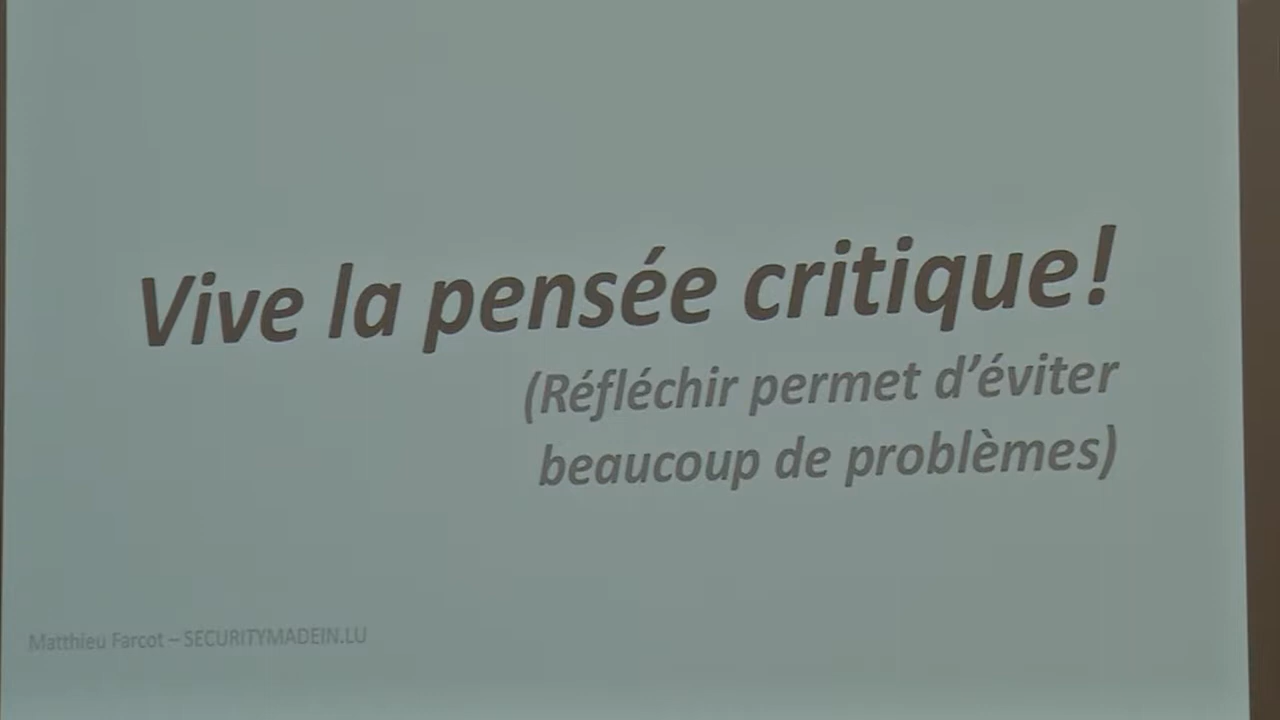 Vive la pensée critique!
(Réfléchir permet d’éviter
beaucoup de problèmes)
Matthieu Farcot – SECURITYMADEIN.LU